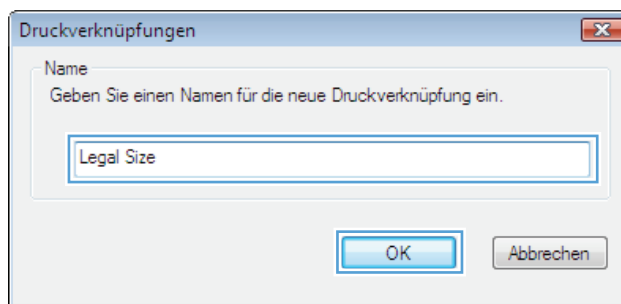 Druckverknüpfungen
Name
Geben Sie einen Namen für die neue Druckverknüpfung ein.
Legal Size
OK
Abbrechen